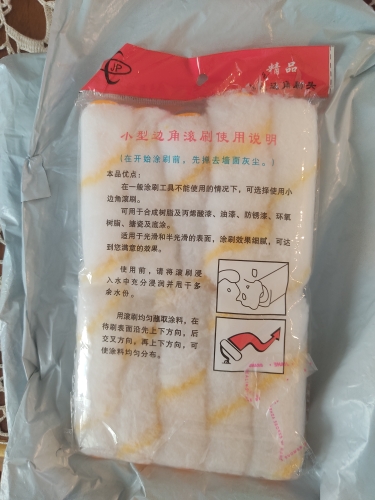 JP
精品
小型边角滚刷使用说明
(在开始涂刷前，先掸去墙面灰尘。)
本品优点：
在一般涂刷工具不能使用的情况下，可选择使用小
边角滚刷。
可用于合成树脂及丙烯酸漆、油漆、防锈漆、环氧
树脂、搪瓷及底涂。
适用于光滑和半光滑的表面，涂刷效果细腻，可达
到您满意的效果。
使用前，请将滚刷浸
入水中充分浸润并甩干多
余水份。
用滚刷均匀蘸取涂料，在
待刷表面沿先上下方向，后
交叉方向，再上下方向，可
使涂料均匀分布。